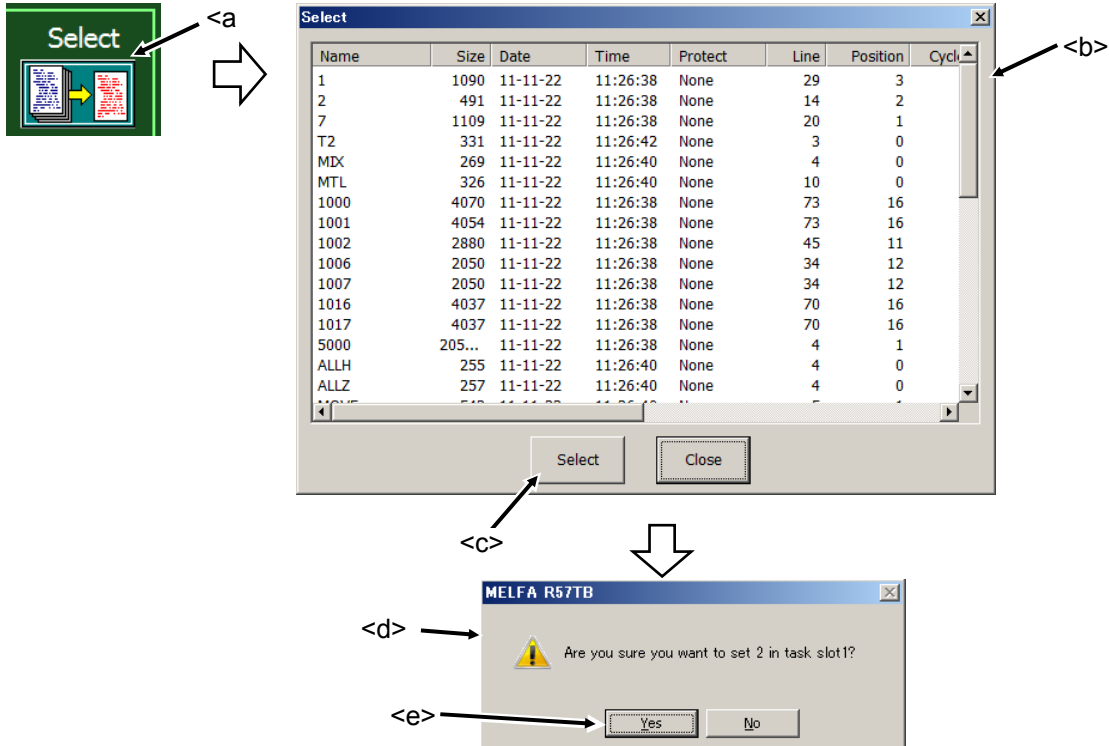 Select
<a
Select
<b>
Name Size Date Time Protect Line Position Cycl
1 1090 11-11-22 11:26:38 None 29 3
2 491 11-11-22 11:26:38 None 14 2
7 1109 11-11-22 11:26:38 None 20 1
T2 331 11-11-22 11:26:42 None 3 0
MIX 269 11-11-22 11:26:40 None 4 0
MTL 326 11-11-22 11:26:40 None 10 0
1000 4070 11-11-22 11:26:38 None 73 16
1001 4054 11-11-22 11:26:38 None 73 16
1002 2880 11-11-22 11:26:38 None 45 11
1006 2050 11-11-22 11:26:38 None 34 12
1007 2050 11-11-22 11:26:38 None 34 12
1016 4037 11-11-22 11:26:38 None 70 16
1017 4037 11-11-22 11:26:38 None 70 16
5000 205... 11-11-22 11:26:38 None 4 1
ALLH 255 11-11-22 11:26:40 None 4 0
ALLZ 257 11-11-22 11:26:40 None 4 0
Select Close
<c>
MELFA R57TB
<d>
Are you sure you want to set 2 in task slot1?
<e>
Yes No